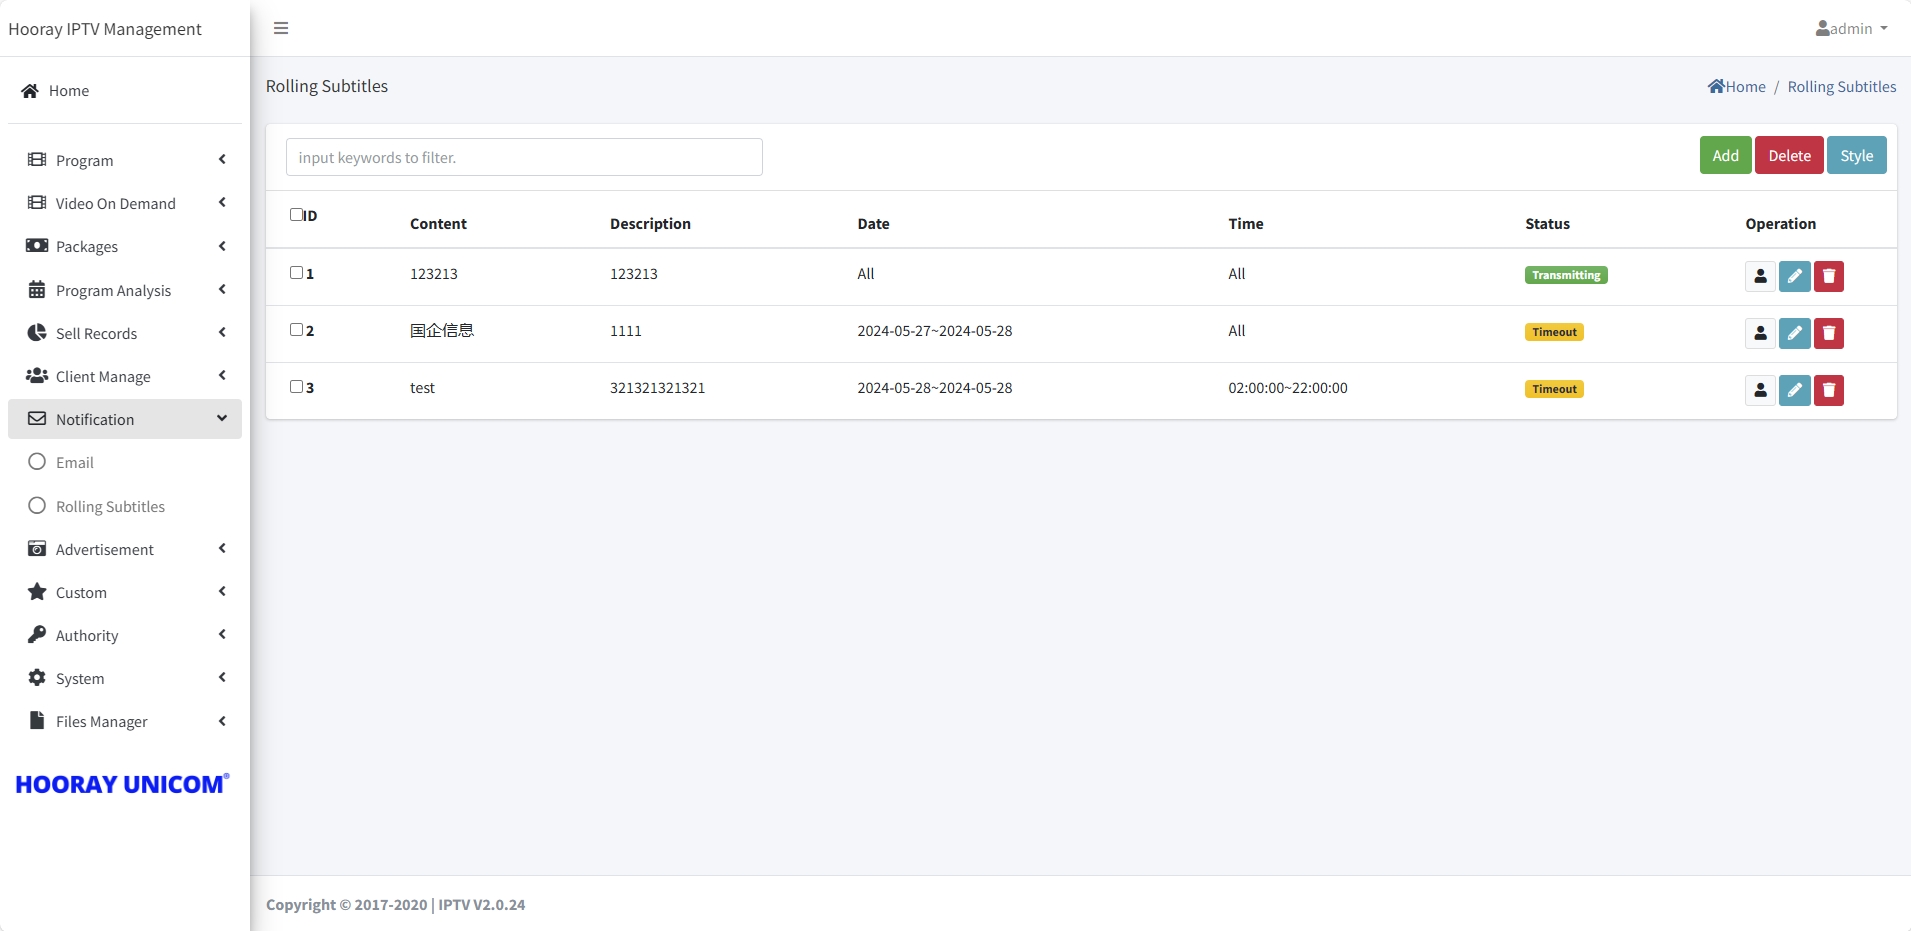 Hooray IPTV Management
admin
Home
Program
Video On Demand
Packages
Program Analysis
Sell Records
Client Manage
Notification
Email
Rolling Subtitles
Advertisement
Custom
Authority
System
Files Manager
HOORAY UNICOM®
Rolling Subtitles
Home / Rolling Subtitles
input keywords to filter.
Add Delete Style
ID Content Description Date Time Status Operation
1 123213 123213 All All Transmitting
2 国企信息 1111 2024-05-27~2024-05-28 All Timeout
3 test 321321321321 2024-05-28~2024-05-28 02:00:00~22:00:00 Timeout
Copyright © 2017-2020 | IPTV V2.0.24